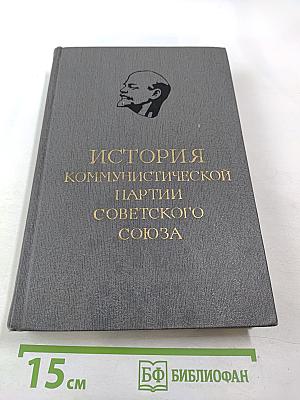 ИСТОРИЯ
КОММУНИСТИЧЕСКОЙ
ПАРТИИ
СОВЕТСКОГО
СОЮЗА
15 см
БФ БИБЛИОФАН